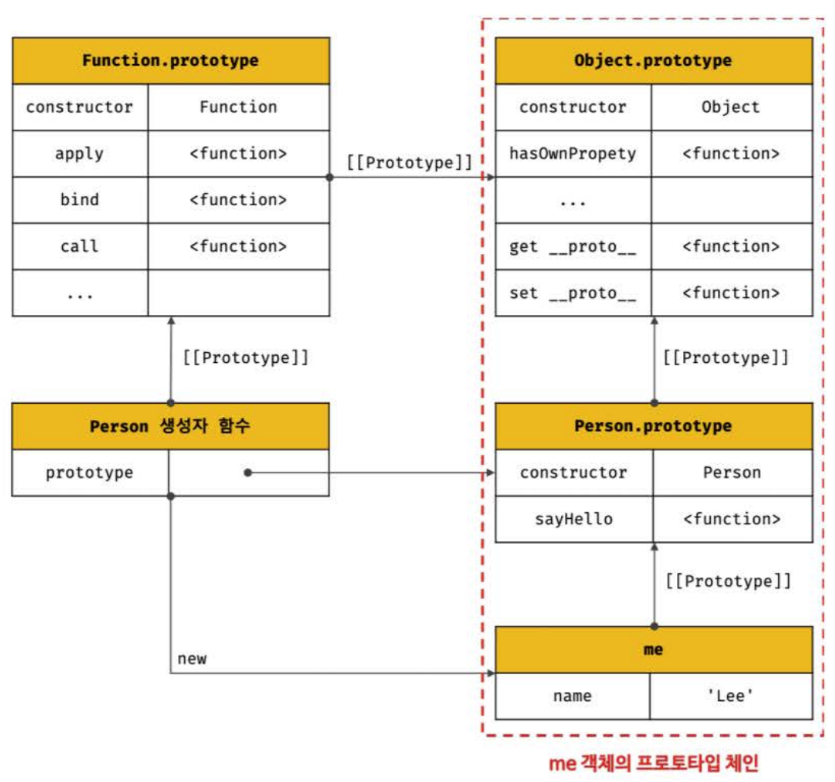 Function.prototype
constructor Function
apply <function>
bind <function>
call <function>
...
[[Prototype]]
Object.prototype
constructor Object
hasOwnPropety <function>
...
get __proto__ <function>
set __proto__ <function>
[[Prototype]]
[[Prototype]]
Person 생성자 함수
prototype
Person.prototype
constructor Person
sayHello <function>
[[Prototype]]
new
me
name 'Lee'
me 객체의 프로토타입 체인